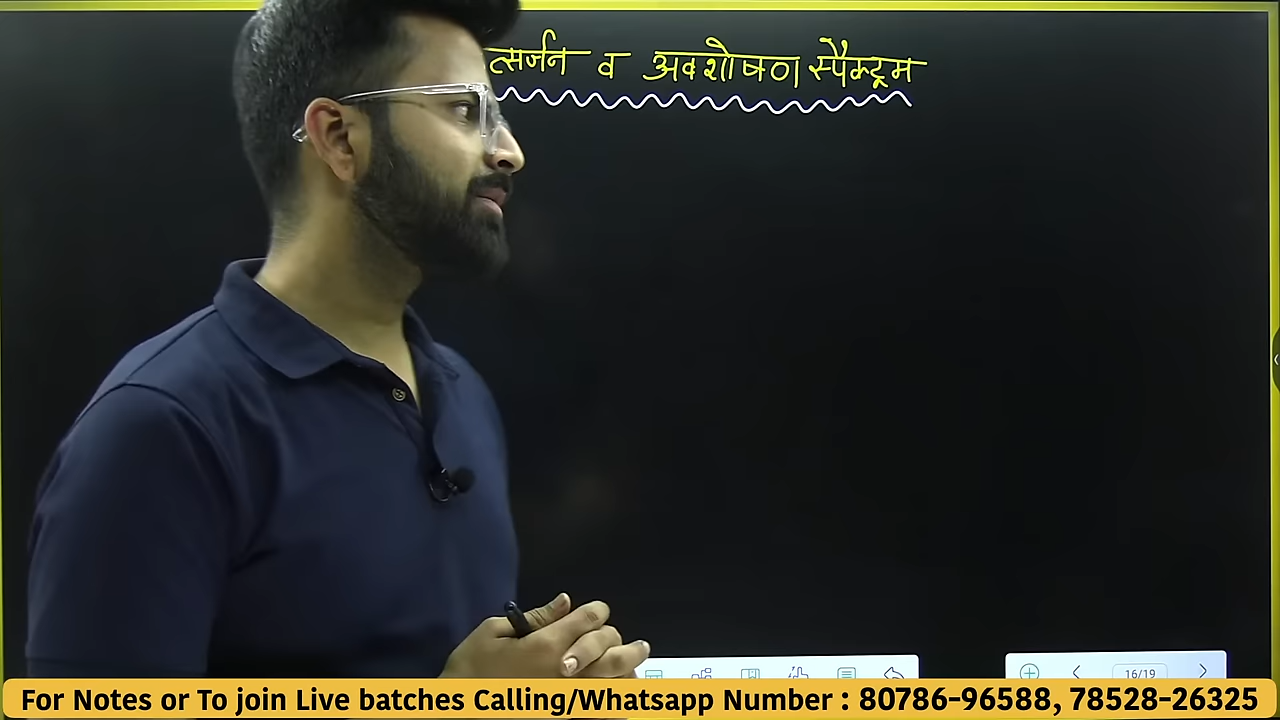 त्सर्जन व अवशोषण स्पैक्ट्रम
16/19
For Notes or To join Live batches Calling/Whatsapp Number : 80786-96588, 78528-26325